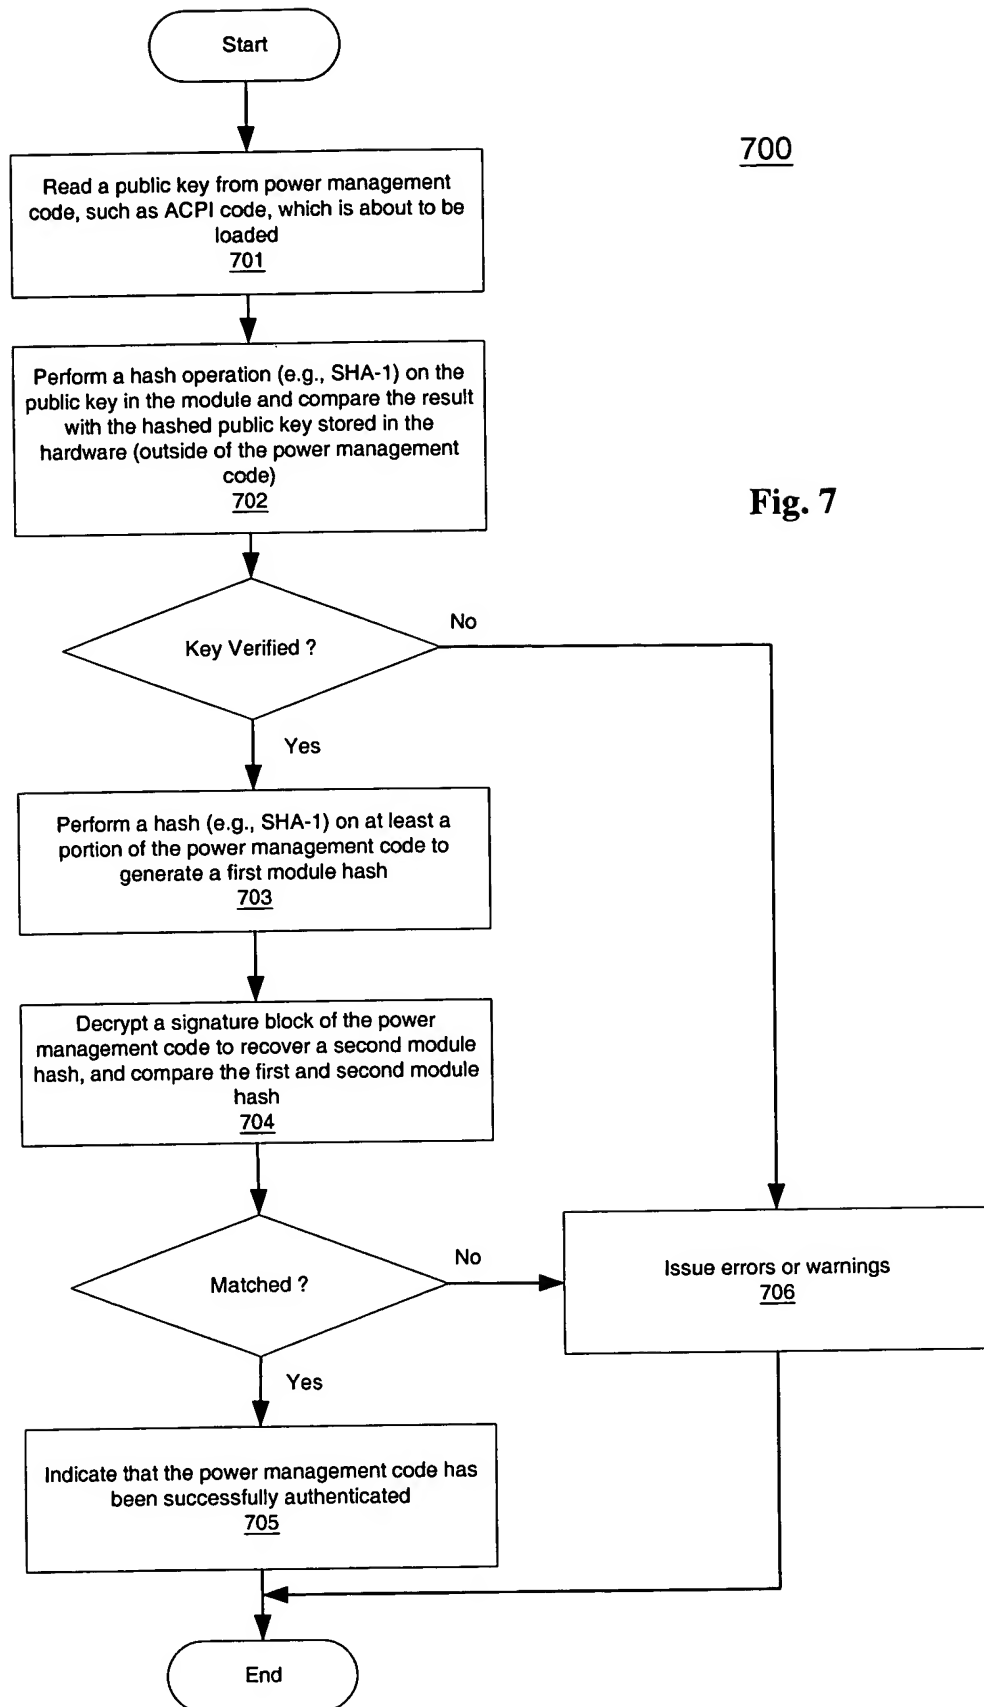 Start
700
Read a public key from power management
code, such as ACPI code, which is about to be
loaded
701
Perform a hash operation (e.g., SHA-1) on the
public key in the module and compare the result
with the hashed public key stored in the
hardware (outside of the power management
code)
702
Fig. 7
Key Verified ?
No
Yes
Perform a hash (e.g., SHA-1) on at least a
portion of the power management code to
generate a first module hash
703
Decrypt a signature block of the power
management code to recover a second module
hash, and compare the first and second module
hash
704
Matched ?
No
Issue errors or warnings
706
Yes
Indicate that the power management code has
been successfully authenticated
705
End